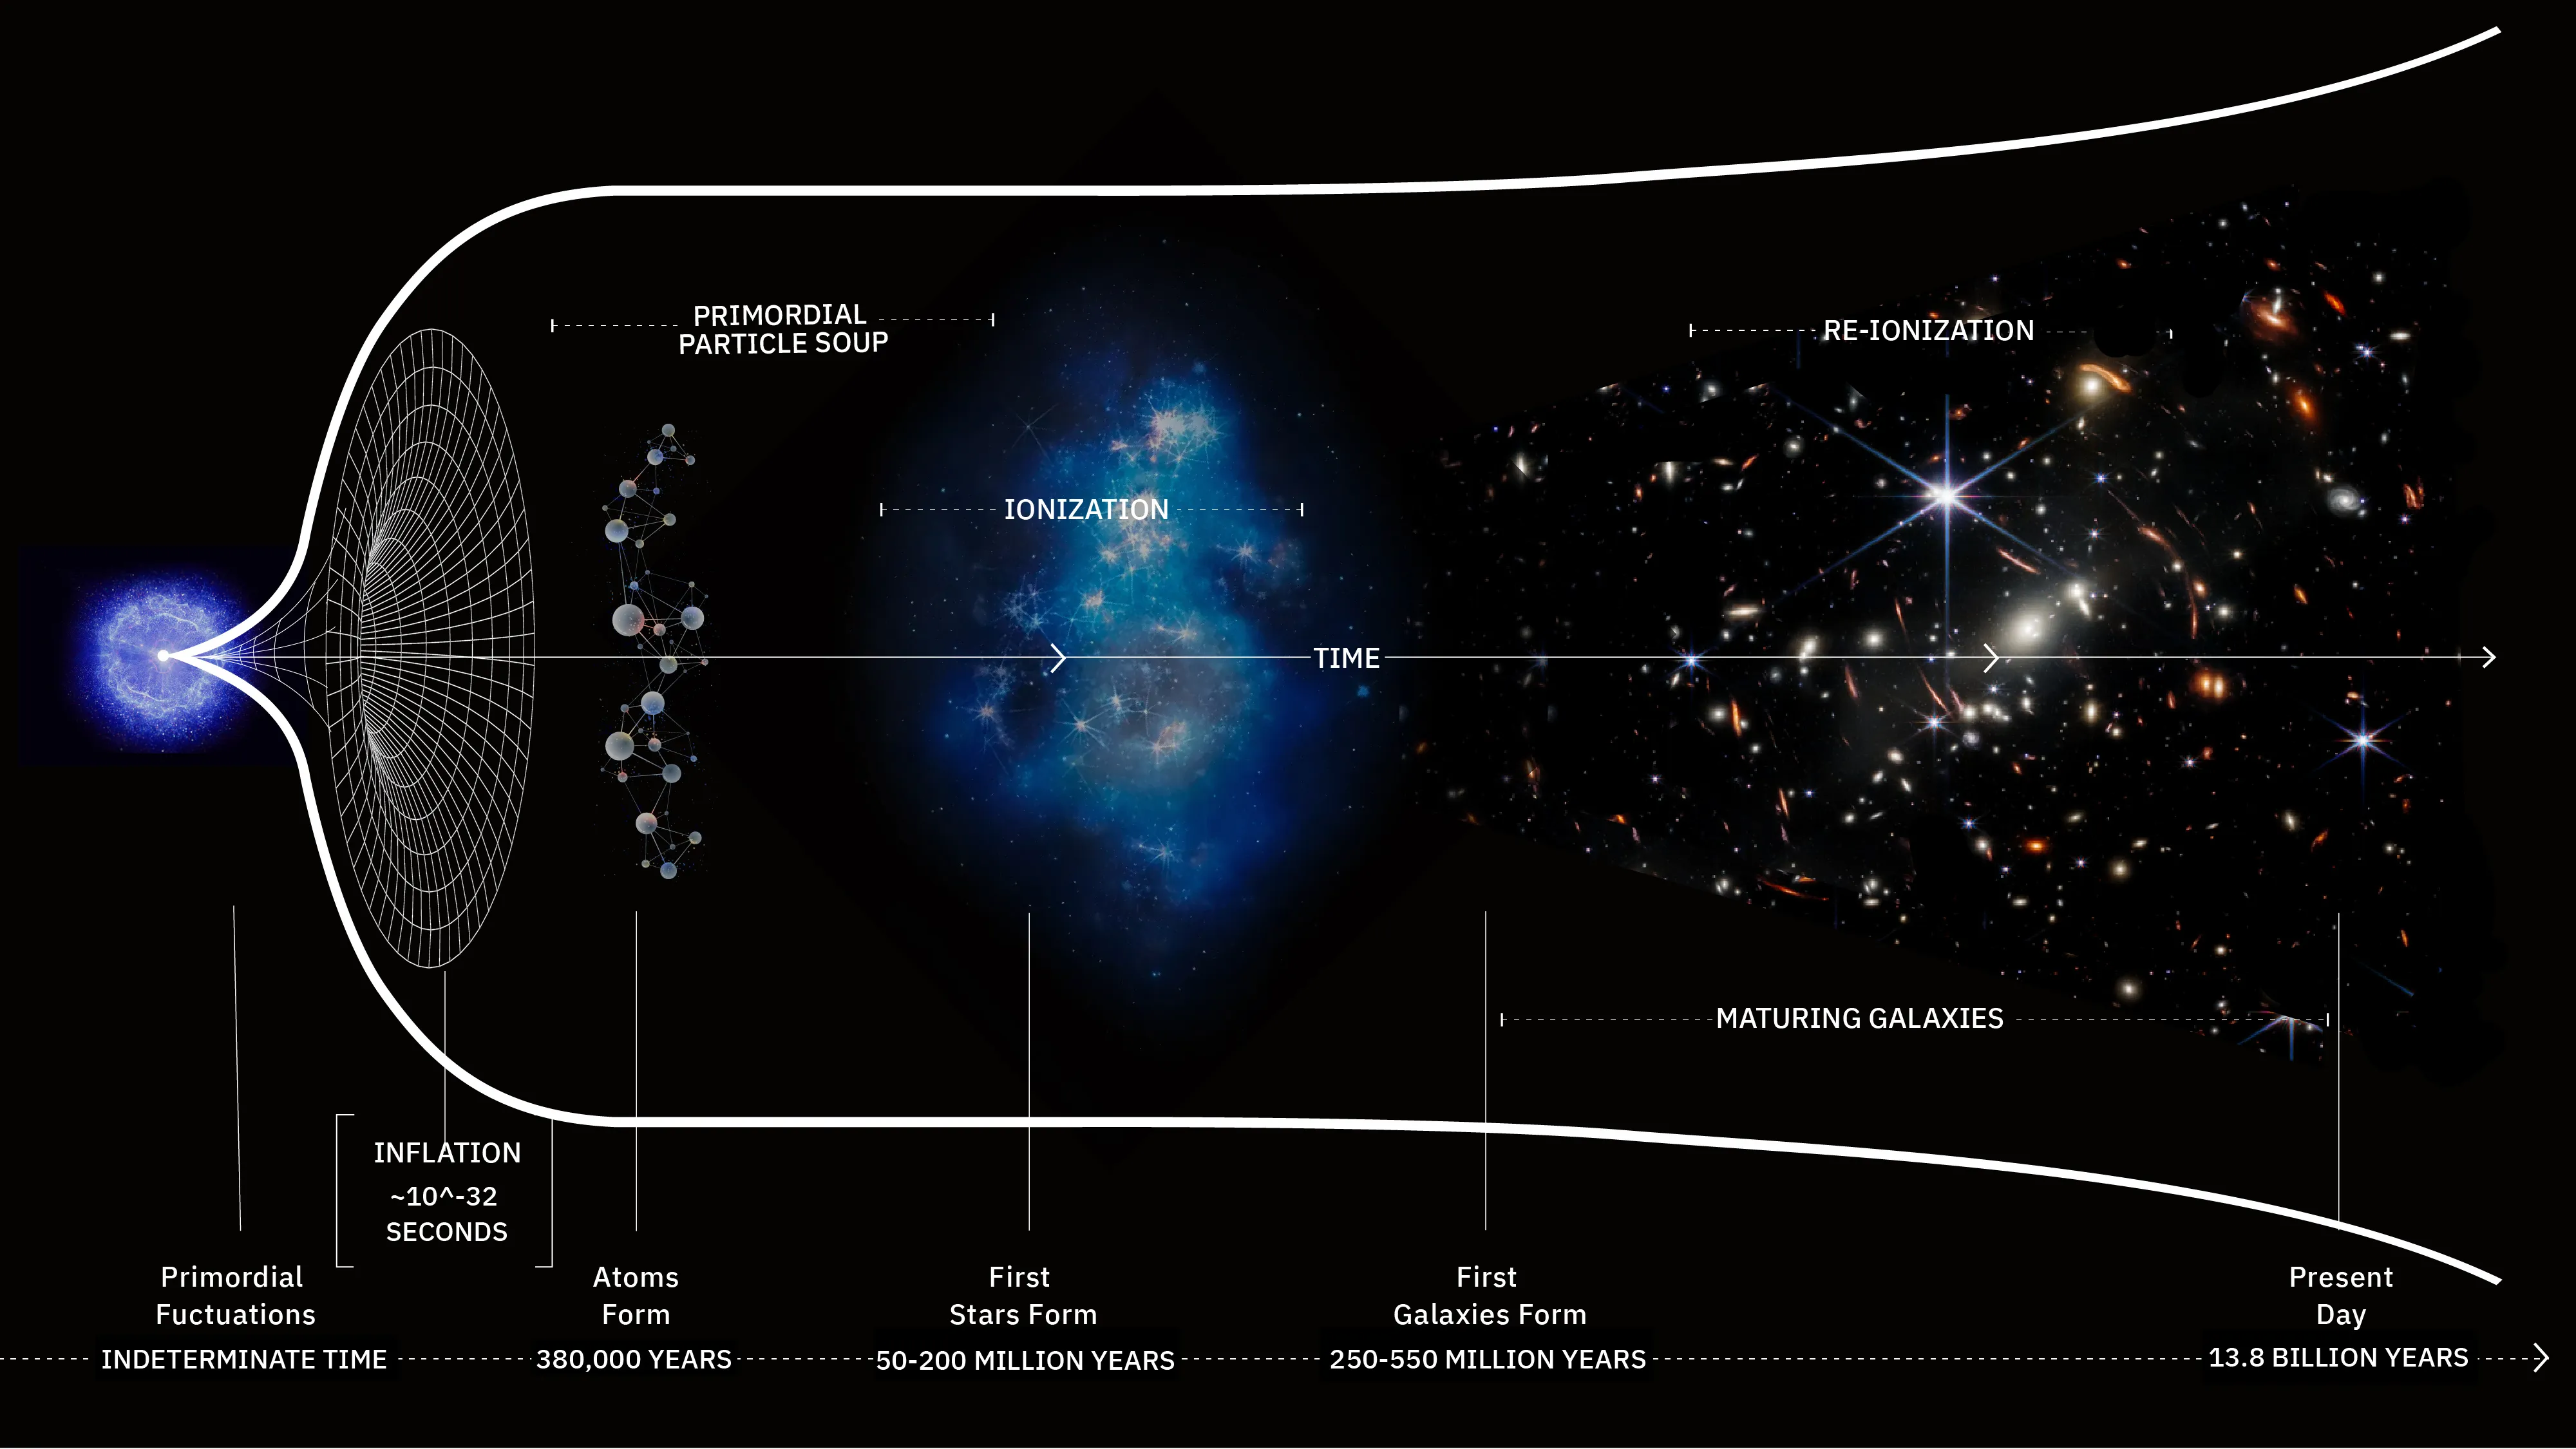 PRIMORDIAL
PARTICLE SOUP
RE-IONIZATION
IONIZATION
TIME
MATURING GALAXIES
INFLATION
~10^-32
SECONDS
Primordial
Fuctuations
INDETERMINATE TIME
Atoms
Form
380,000 YEARS
First
Stars Form
50-200 MILLION YEARS
First
Galaxies Form
250-550 MILLION YEARS
Present
Day
13.8 BILLION YEARS